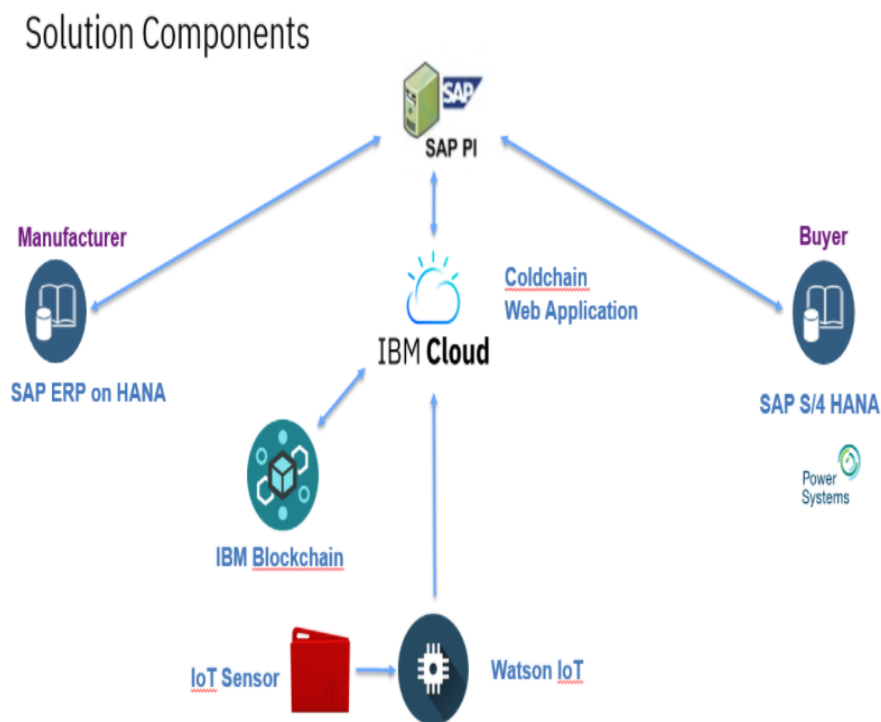 Solution Components
SAP
SAP PI
Manufacturer
Buyer
Coldchain
Web Application
IBM Cloud
SAP ERP on HANA
SAP S/4 HANA
Power
Systems
IBM Blockchain
IoT Sensor
Watson IoT